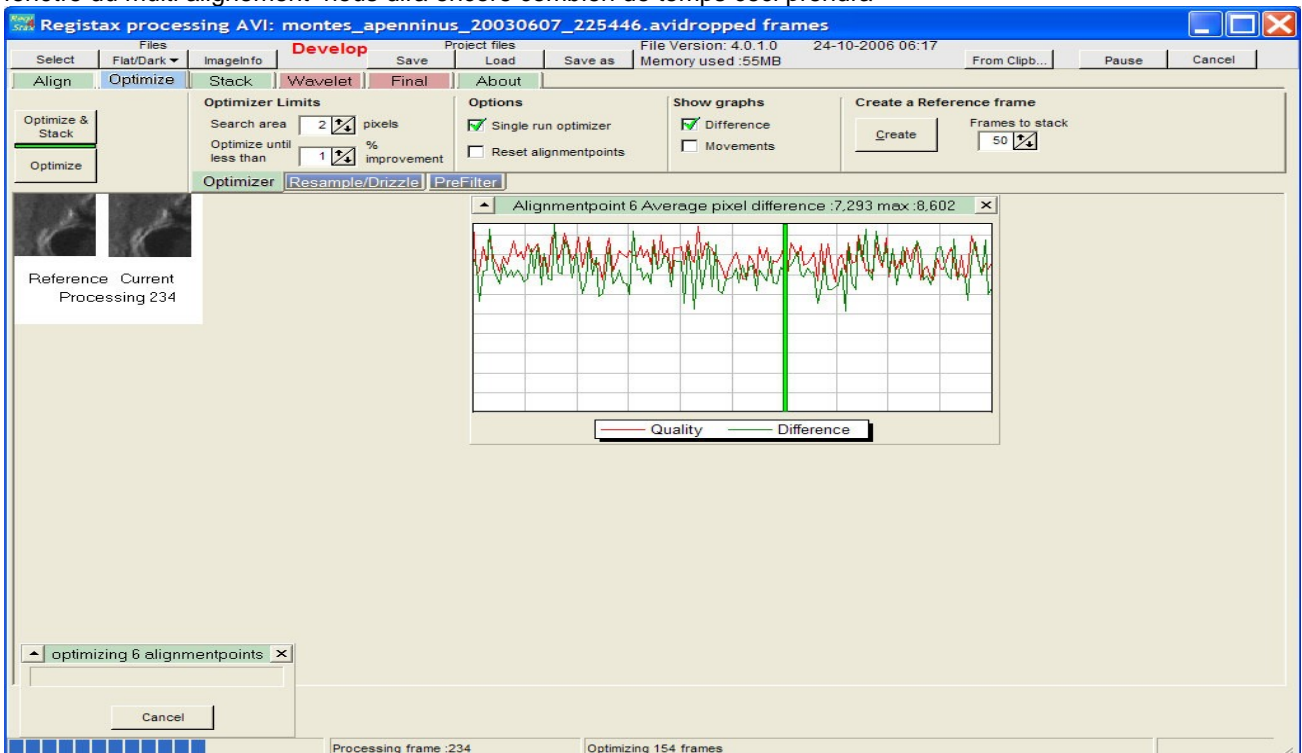 Registax processing AVI: montes_apenninus_20030607_225446.avidropped frames
Files
Develop
Project files
File Version: 4.0.1.0 24-10-2006 06:17
Select Flat/Dark ImageInfo Save Load Save as Memory used :55MB From Clipb... Pause Cancel
Align Optimize Stack Wavelet Final About
Optimize & Stack
Optimize
Optimizer Limits
Search area 2 pixels
Optimize until less than 1 % improvement
Options
Single run optimizer
Reset alignmentpoints
Show graphs
Difference
Movements
Create a Reference frame
Create
Frames to stack
50
Optimizer Resample/Drizzle PreFilter
Reference Current
Processing 234
Alignmentpoint 6 Average pixel difference :7,293 max :8,602
Quality Difference
optimizing 6 alignmentpoints
Cancel
Processing frame :234 Optimizing 154 frames